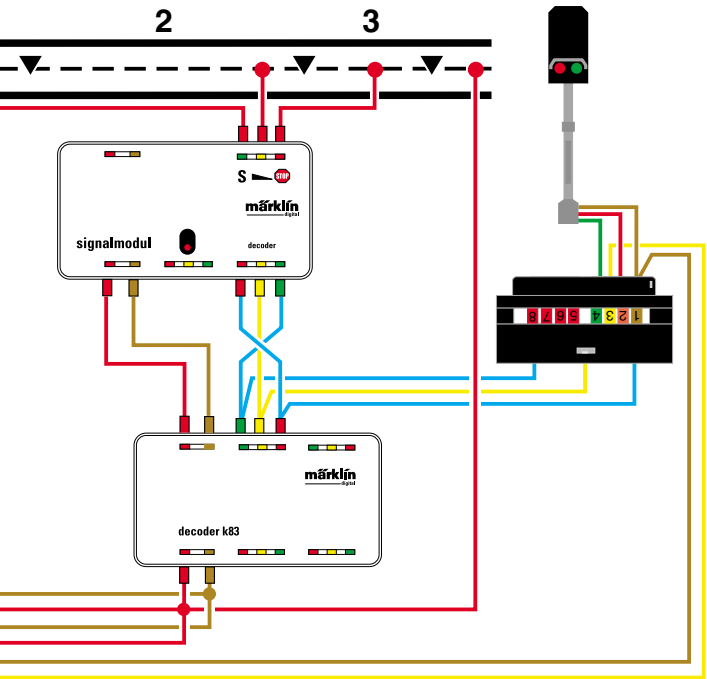 2 3
S STOP
märklin
digital
signalmodul
decoder
8 7 6 5 4 3 2 1
märklin
digital
decoder k83